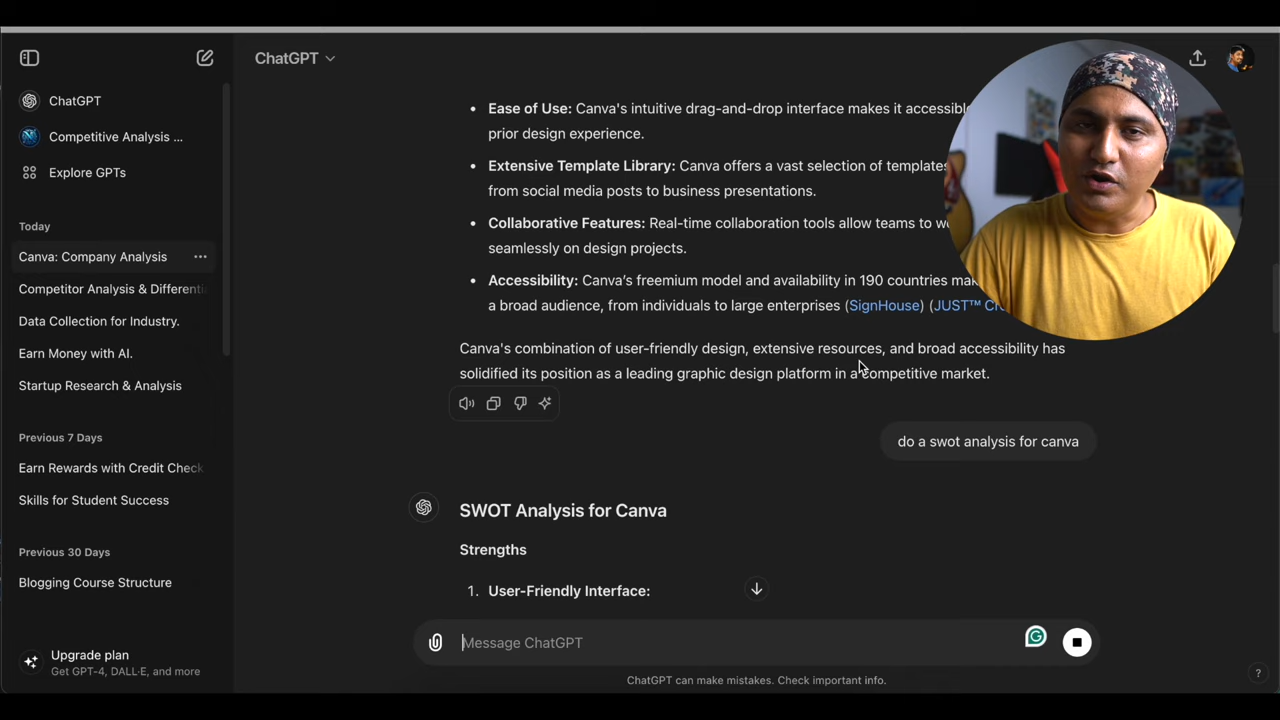 ChatGPT
Competitive Analysis ...
Explore GPTs
Today
Canva: Company Analysis
Competitor Analysis & Differenti
Data Collection for Industry.
Earn Money with AI.
Startup Research & Analysis
Previous 7 Days
Earn Rewards with Credit Check
Skills for Student Success
Previous 30 Days
Blogging Course Structure
Upgrade plan
Get GPT-4, DALL·E, and more
ChatGPT
• Ease of Use: Canva's intuitive drag-and-drop interface makes it accessible
prior design experience.
• Extensive Template Library: Canva offers a vast selection of templates
from social media posts to business presentations.
• Collaborative Features: Real-time collaboration tools allow teams to
seamlessly on design projects.
• Accessibility: Canva's freemium model and availability in 190 countries
a broad audience, from individuals to large enterprises (SignHouse) (JUST™
Canva's combination of user-friendly design, extensive resources, and broad accessibility has
solidified its position as a leading graphic design platform in a competitive market.
do a swot analysis for canva
SWOT Analysis for Canva
Strengths
1. User-Friendly Interface:
Message ChatGPT
ChatGPT can make mistakes. Check important info.
?